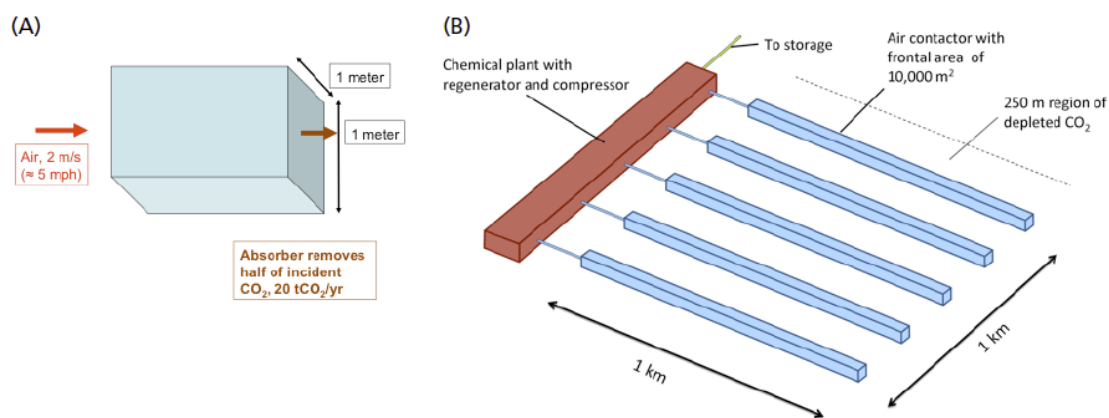 (A)
1 meter
1 meter
Air, 2 m/s
(≈ 5 mph)
Absorber removes
half of incident
CO₂, 20 tCO₂/yr
(B)
To storage
Chemical plant with
regenerator and compressor
Air contactor with
frontal area of
10,000 m²
250 m region of
depleted CO₂
1 km
1 km